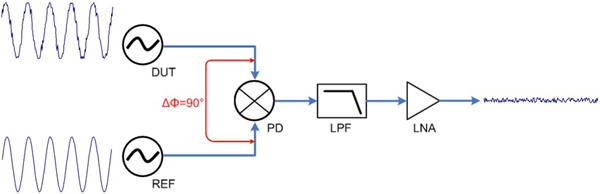 DUT
ΔΦ=90°
PD
LPF
LNA
REF